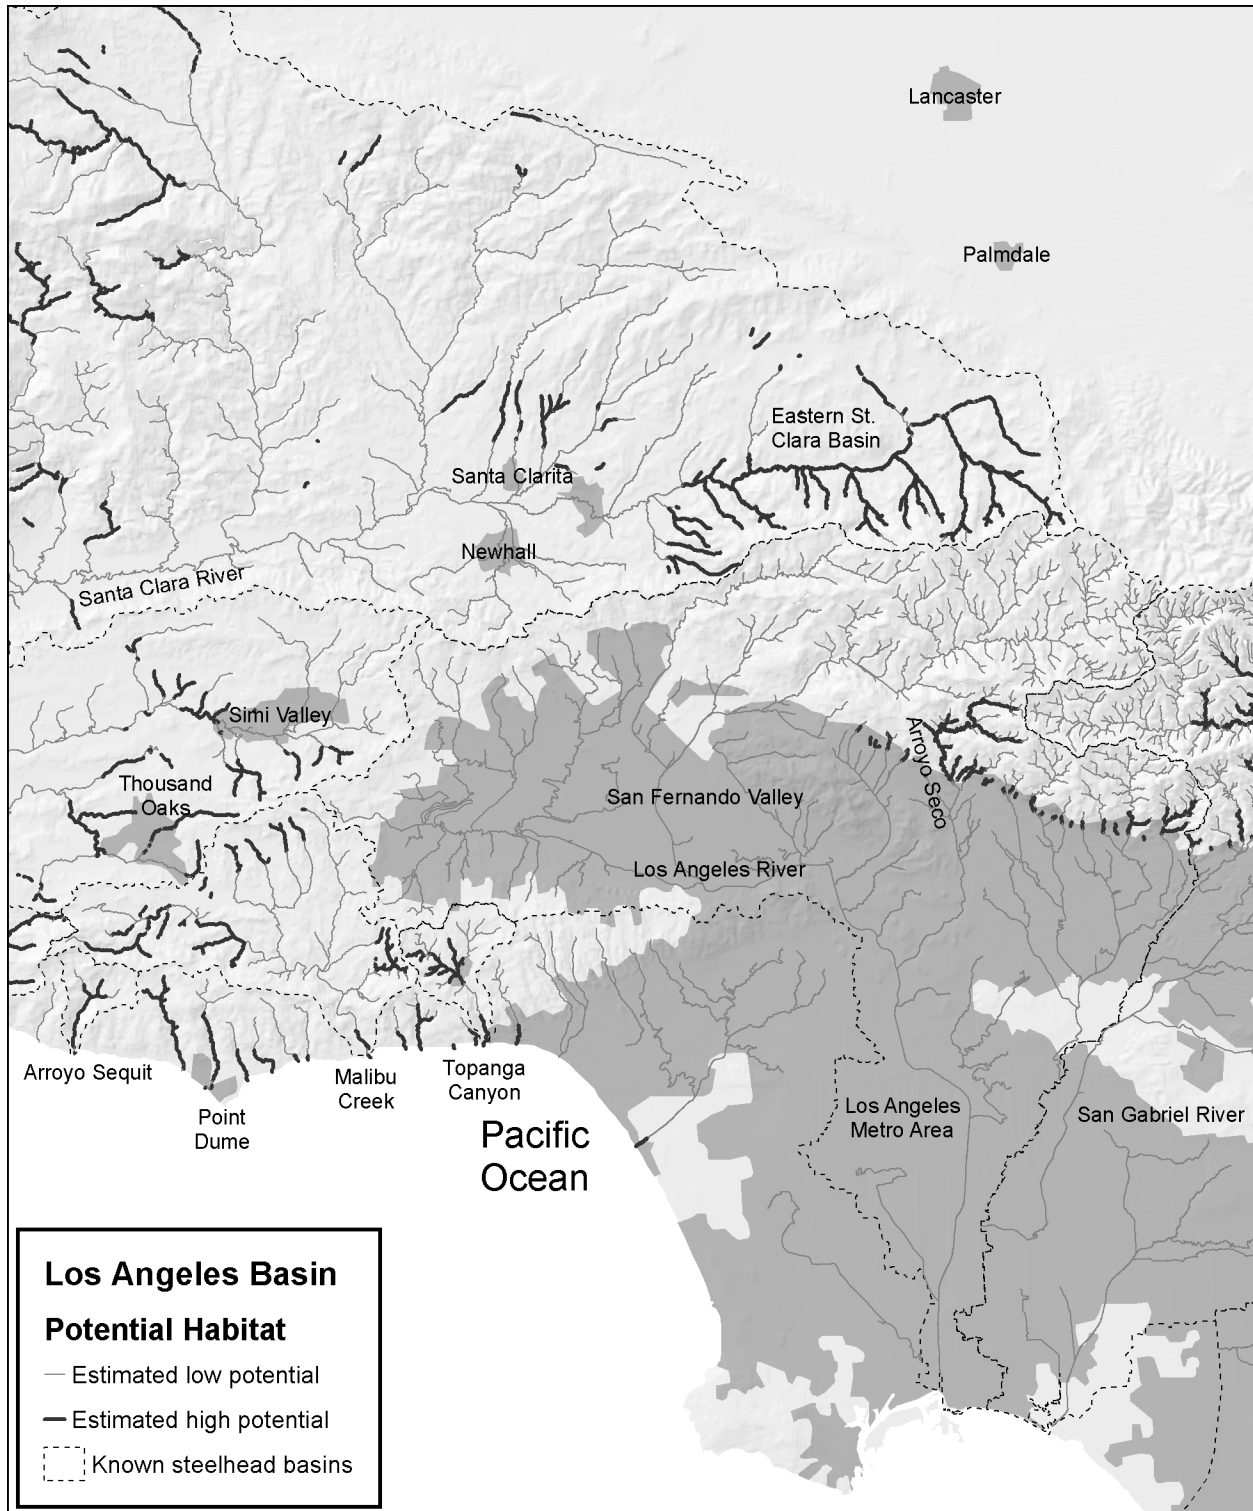 Lancaster
Palmdale
Eastern St.
Clara Basin
Santa Clarita
Newhall
Santa Clara River
Simi Valley
Arroyo Seco
Thousand
Oaks
San Fernando Valley
Los Angeles River
Arroyo Sequit
Malibu
Creek
Topanga
Canyon
Point
Dume
Los Angeles
Metro Area
San Gabriel River
Pacific
Ocean
Los Angeles Basin
Potential Habitat
Estimated low potential
Estimated high potential
Known steelhead basins